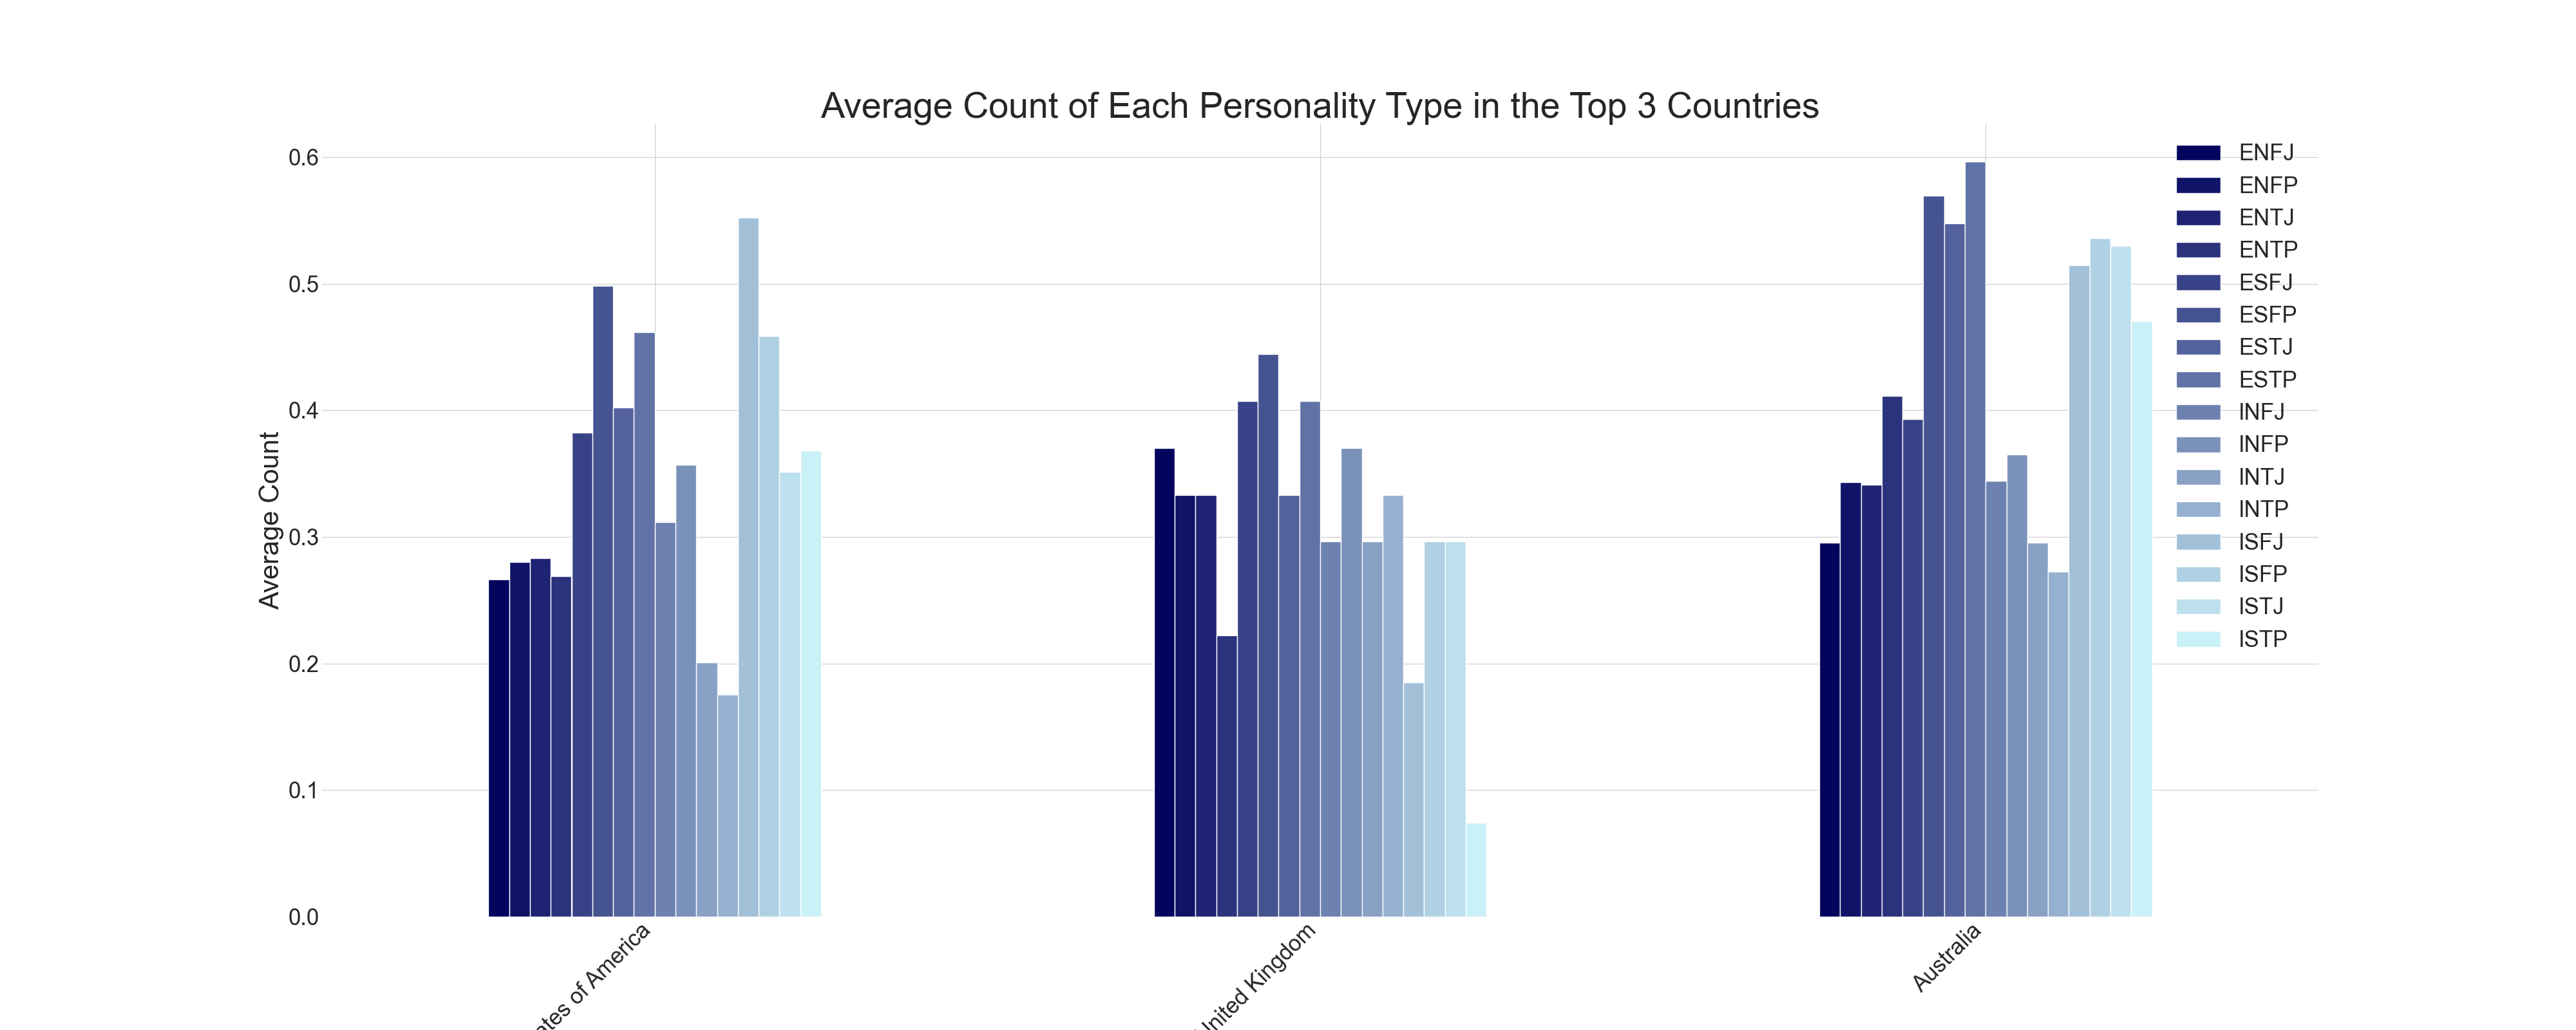 Average Count of Each Personality Type in the Top 3 Countries
Average Count
0.6
0.5
0.4
0.3
0.2
0.1
0.0
of America
United Kingdom
Australia
ENFJ
ENFP
ENTJ
ENTP
ESFJ
ESFP
ESTJ
ESTP
INFJ
INFP
INTJ
INTP
ISFJ
ISFP
ISTJ
ISTP